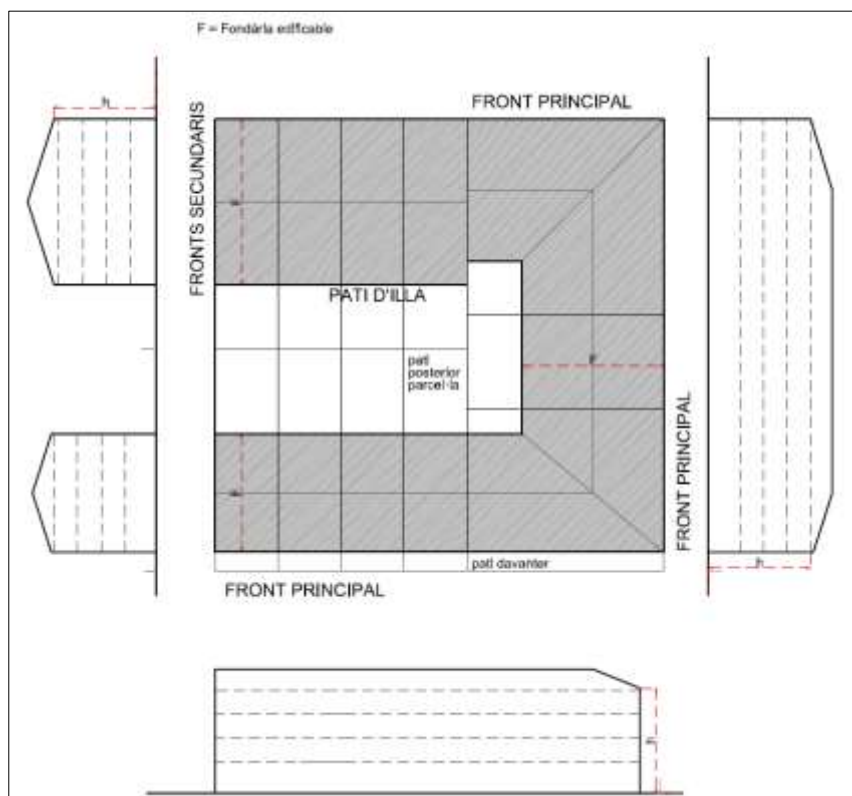 F = Fondària edificable
h
FRONT PRINCIPAL
FRONTS SECUNDARIS
F
PATI D'ILLA
pati
posterior
parcel·la
F
F
FRONT PRINCIPAL
h
pati davanter
FRONT PRINCIPAL
h